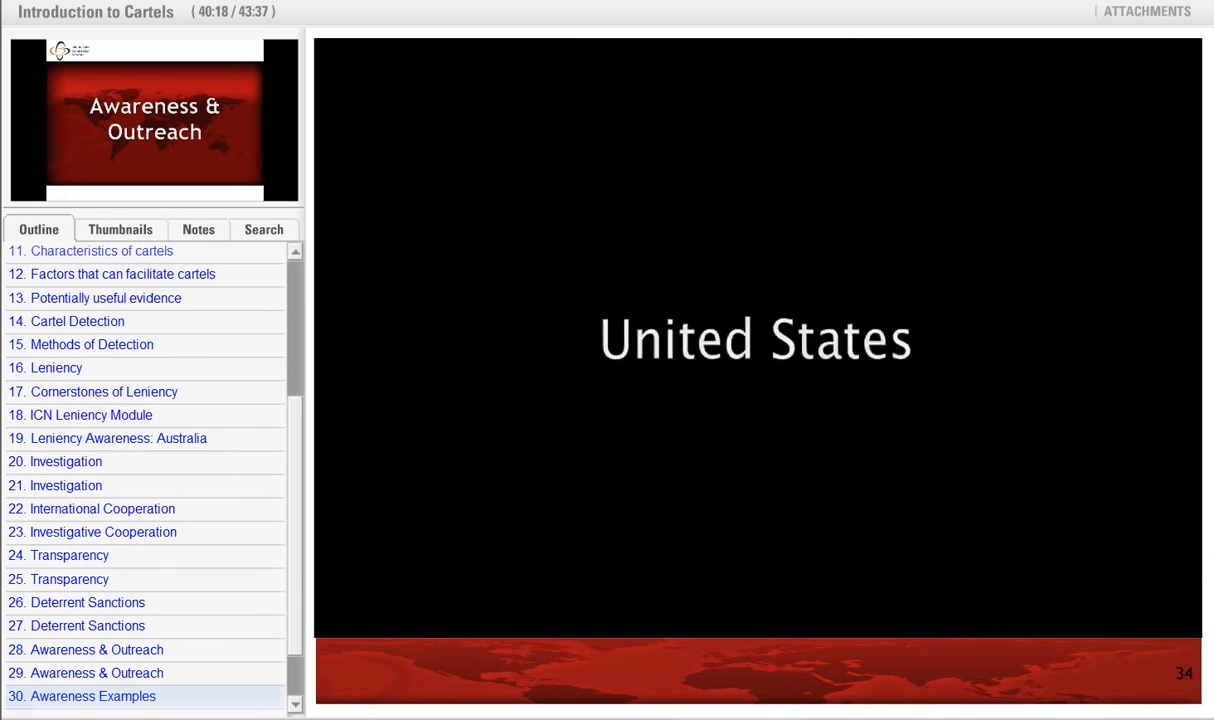 Introduction to Cartels ( 40:18 / 43:37 )
ATTACHMENTS
Awareness &
Outreach
Outline Thumbnails Notes Search
11. Characteristics of cartels
12. Factors that can facilitate cartels
13. Potentially useful evidence
14. Cartel Detection
15. Methods of Detection
16. Leniency
17. Cornerstones of Leniency
18. ICN Leniency Module
19. Leniency Awareness: Australia
20. Investigation
21. Investigation
22. International Cooperation
23. Investigative Cooperation
24. Transparency
25. Transparency
26. Deterrent Sanctions
27. Deterrent Sanctions
28. Awareness & Outreach
29. Awareness & Outreach
30. Awareness Examples
United States
34